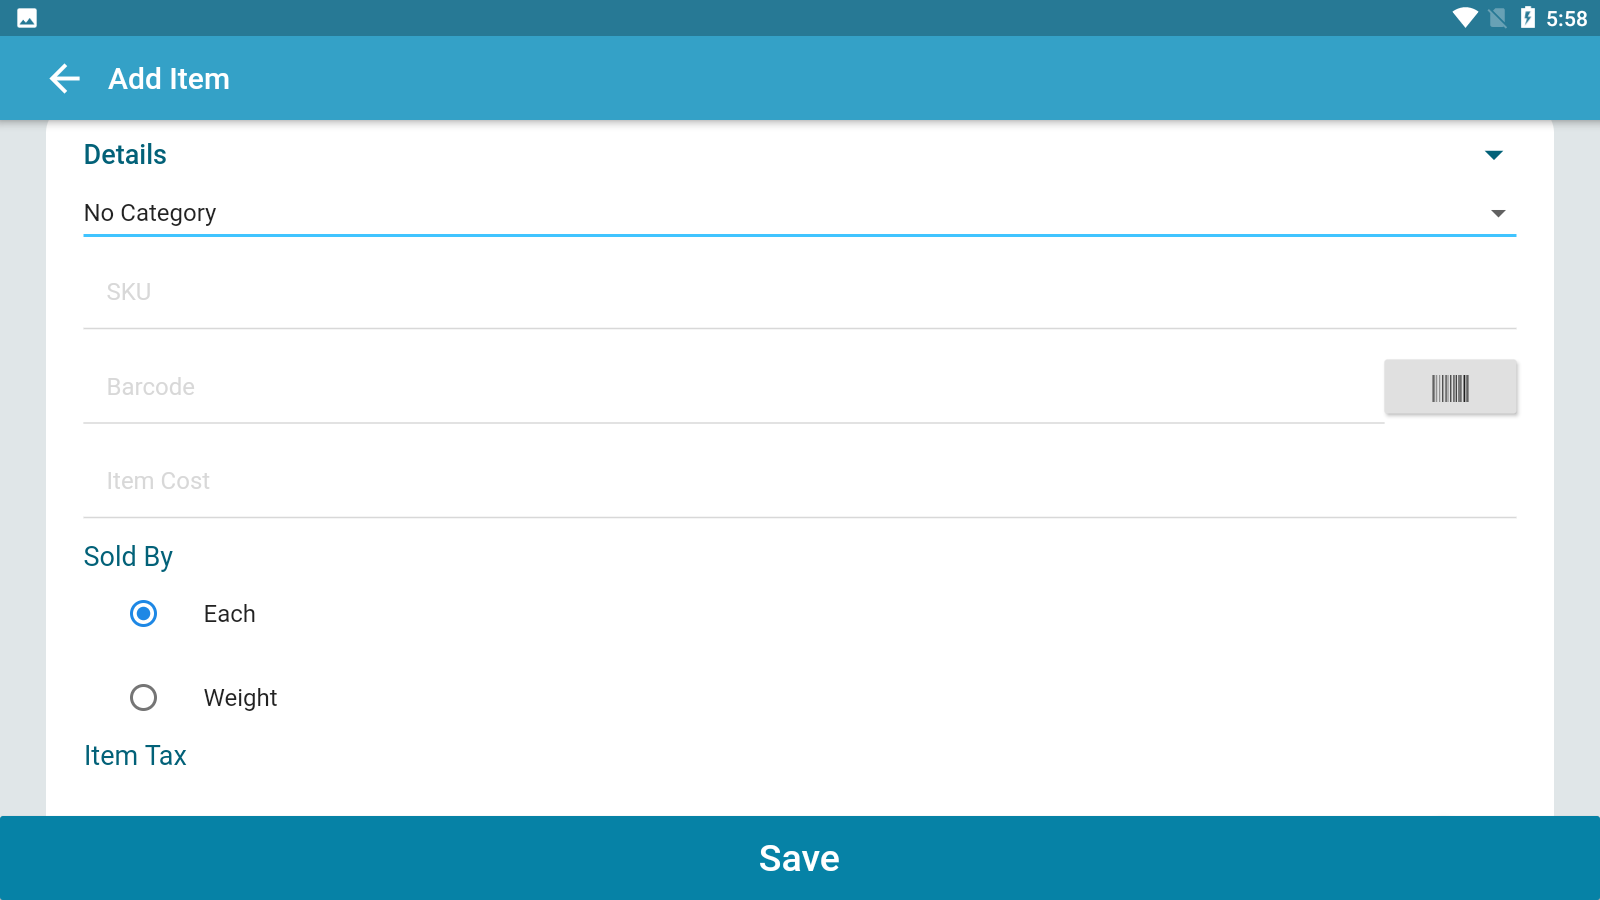 5:58
Add Item
Details
No Category
SKU
Barcode
Item Cost
Sold By
Each
Weight
Item Tax
Save